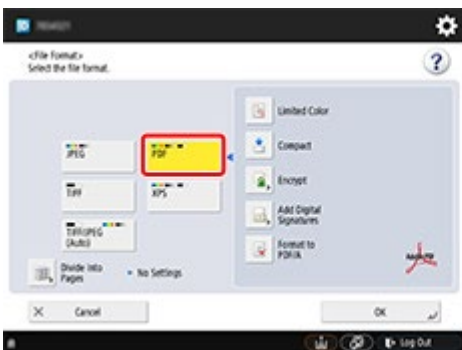 <File Format>
Select the file format.
?
JPEG
PDF
TIFF
XPS
TIFF/JPEG
(Auto)
Divide Into
Pages
No Settings
Limited Color
Compact
Encrypt
Add Digital
Signatures
Format to
PDF/A
Cancel
OK
Log Out